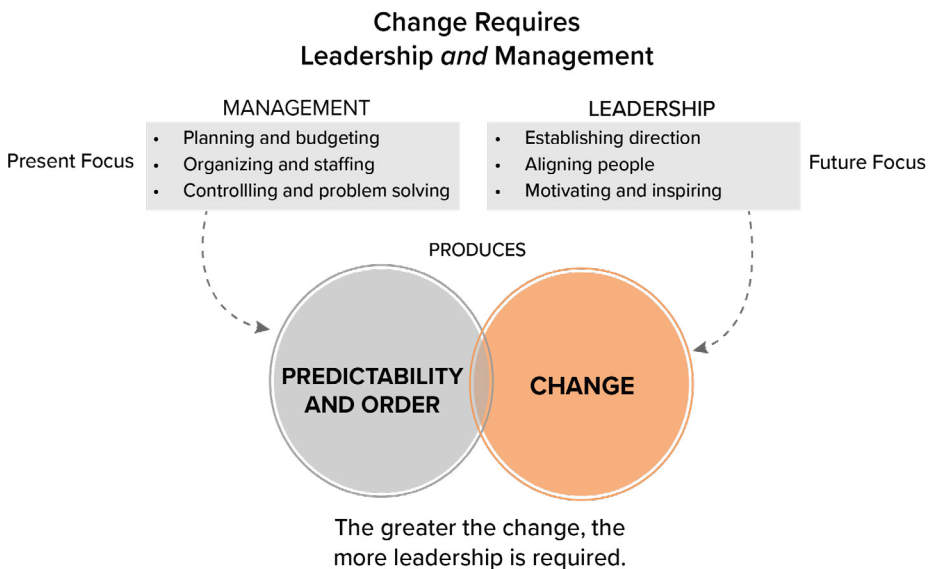 Change Requires
Leadership and Management
MANAGEMENT
• Planning and budgeting
• Organizing and staffing
• Controllling and problem solving
Present Focus
LEADERSHIP
• Establishing direction
• Aligning people
• Motivating and inspiring
Future Focus
PRODUCES
PREDICTABILITY
AND ORDER
CHANGE
The greater the change, the
more leadership is required.